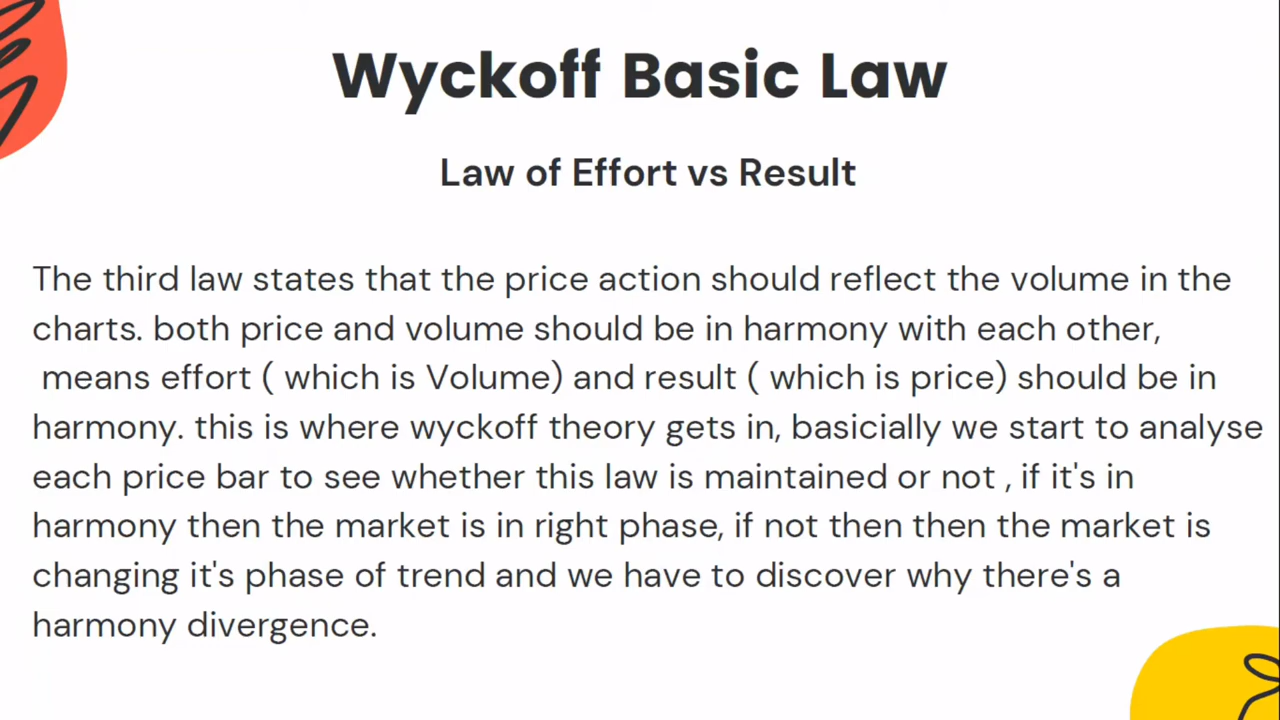 Wyckoff Basic Law
Law of Effort vs Result
The third law states that the price action should reflect the volume in the
charts. both price and volume should be in harmony with each other,
means effort ( which is Volume) and result ( which is price) should be in
harmony. this is where wyckoff theory gets in, basicially we start to analyse
each price bar to see whether this law is maintained or not , if it's in
harmony then the market is in right phase, if not then then the market is
changing it's phase of trend and we have to discover why there's a
harmony divergence.